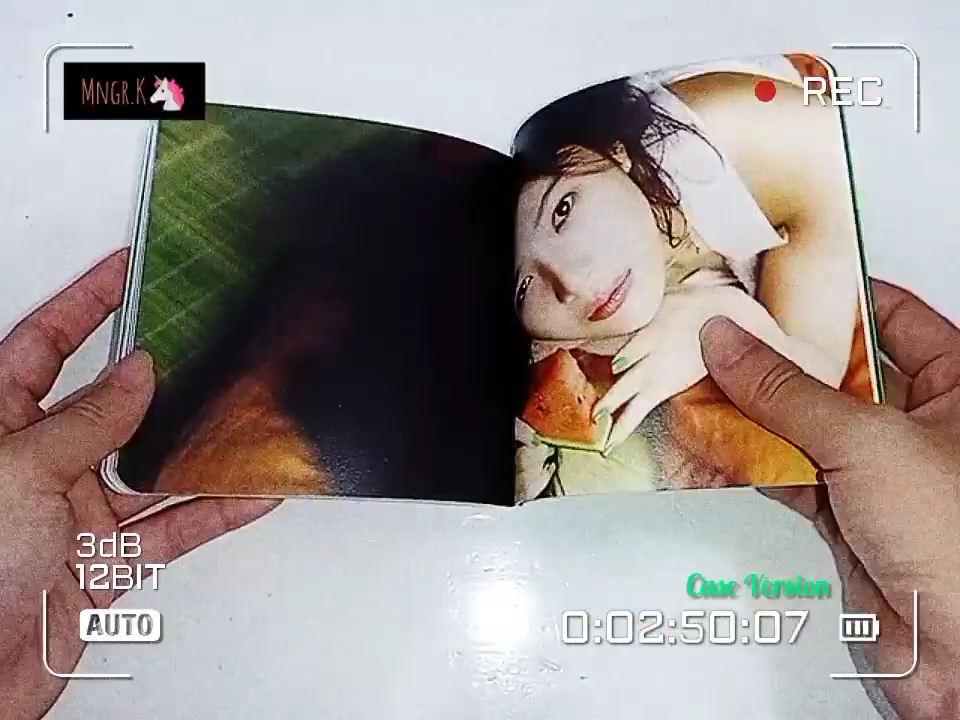 Mngr.K
REC
3dB
12BIT
AUTO
Case Version
0:02:50:07